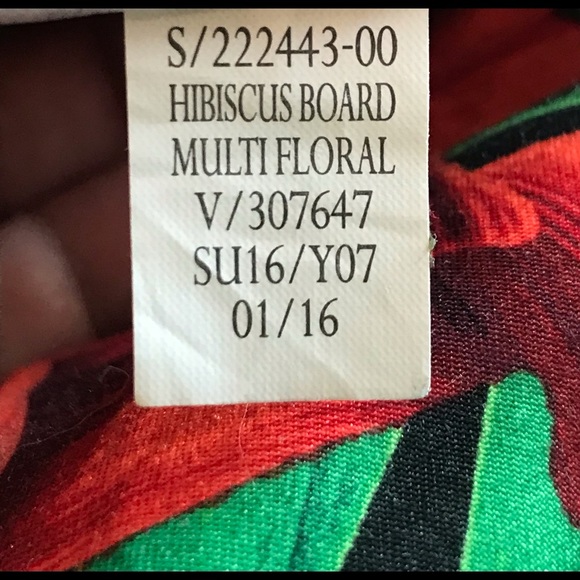 S/222443-00
HIBISCUS BOARD
MULTI FLORAL
V/307647
SU16/Y07
01/16